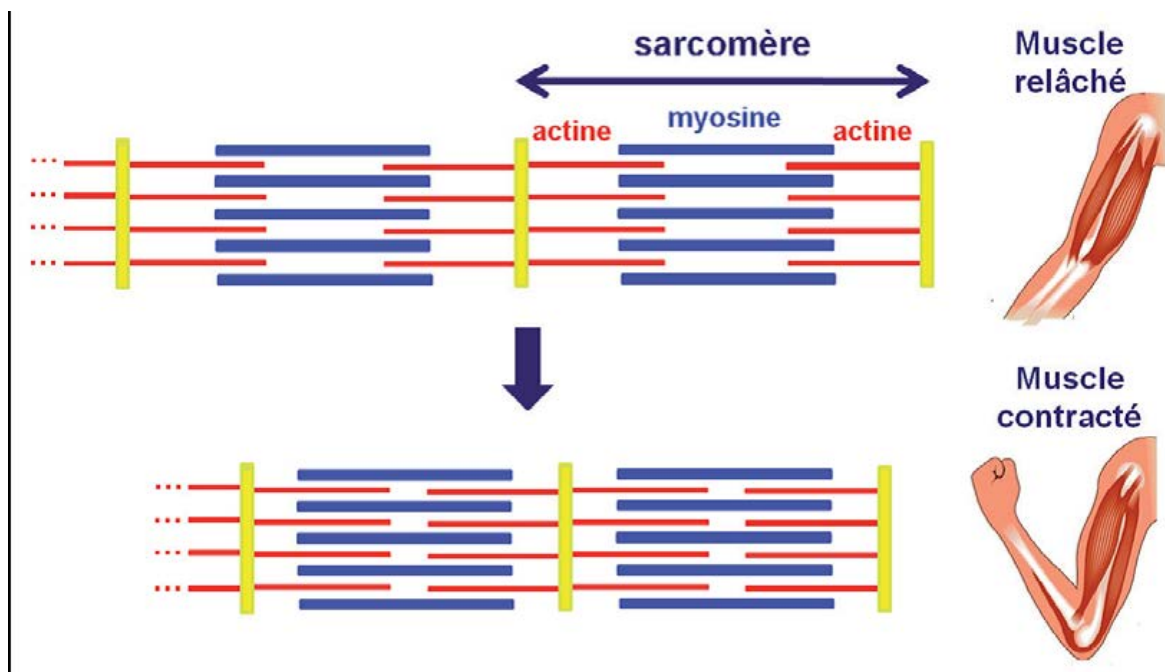 sarcomère
Muscle
relâché
actine
myosine
actine
Muscle
contracté